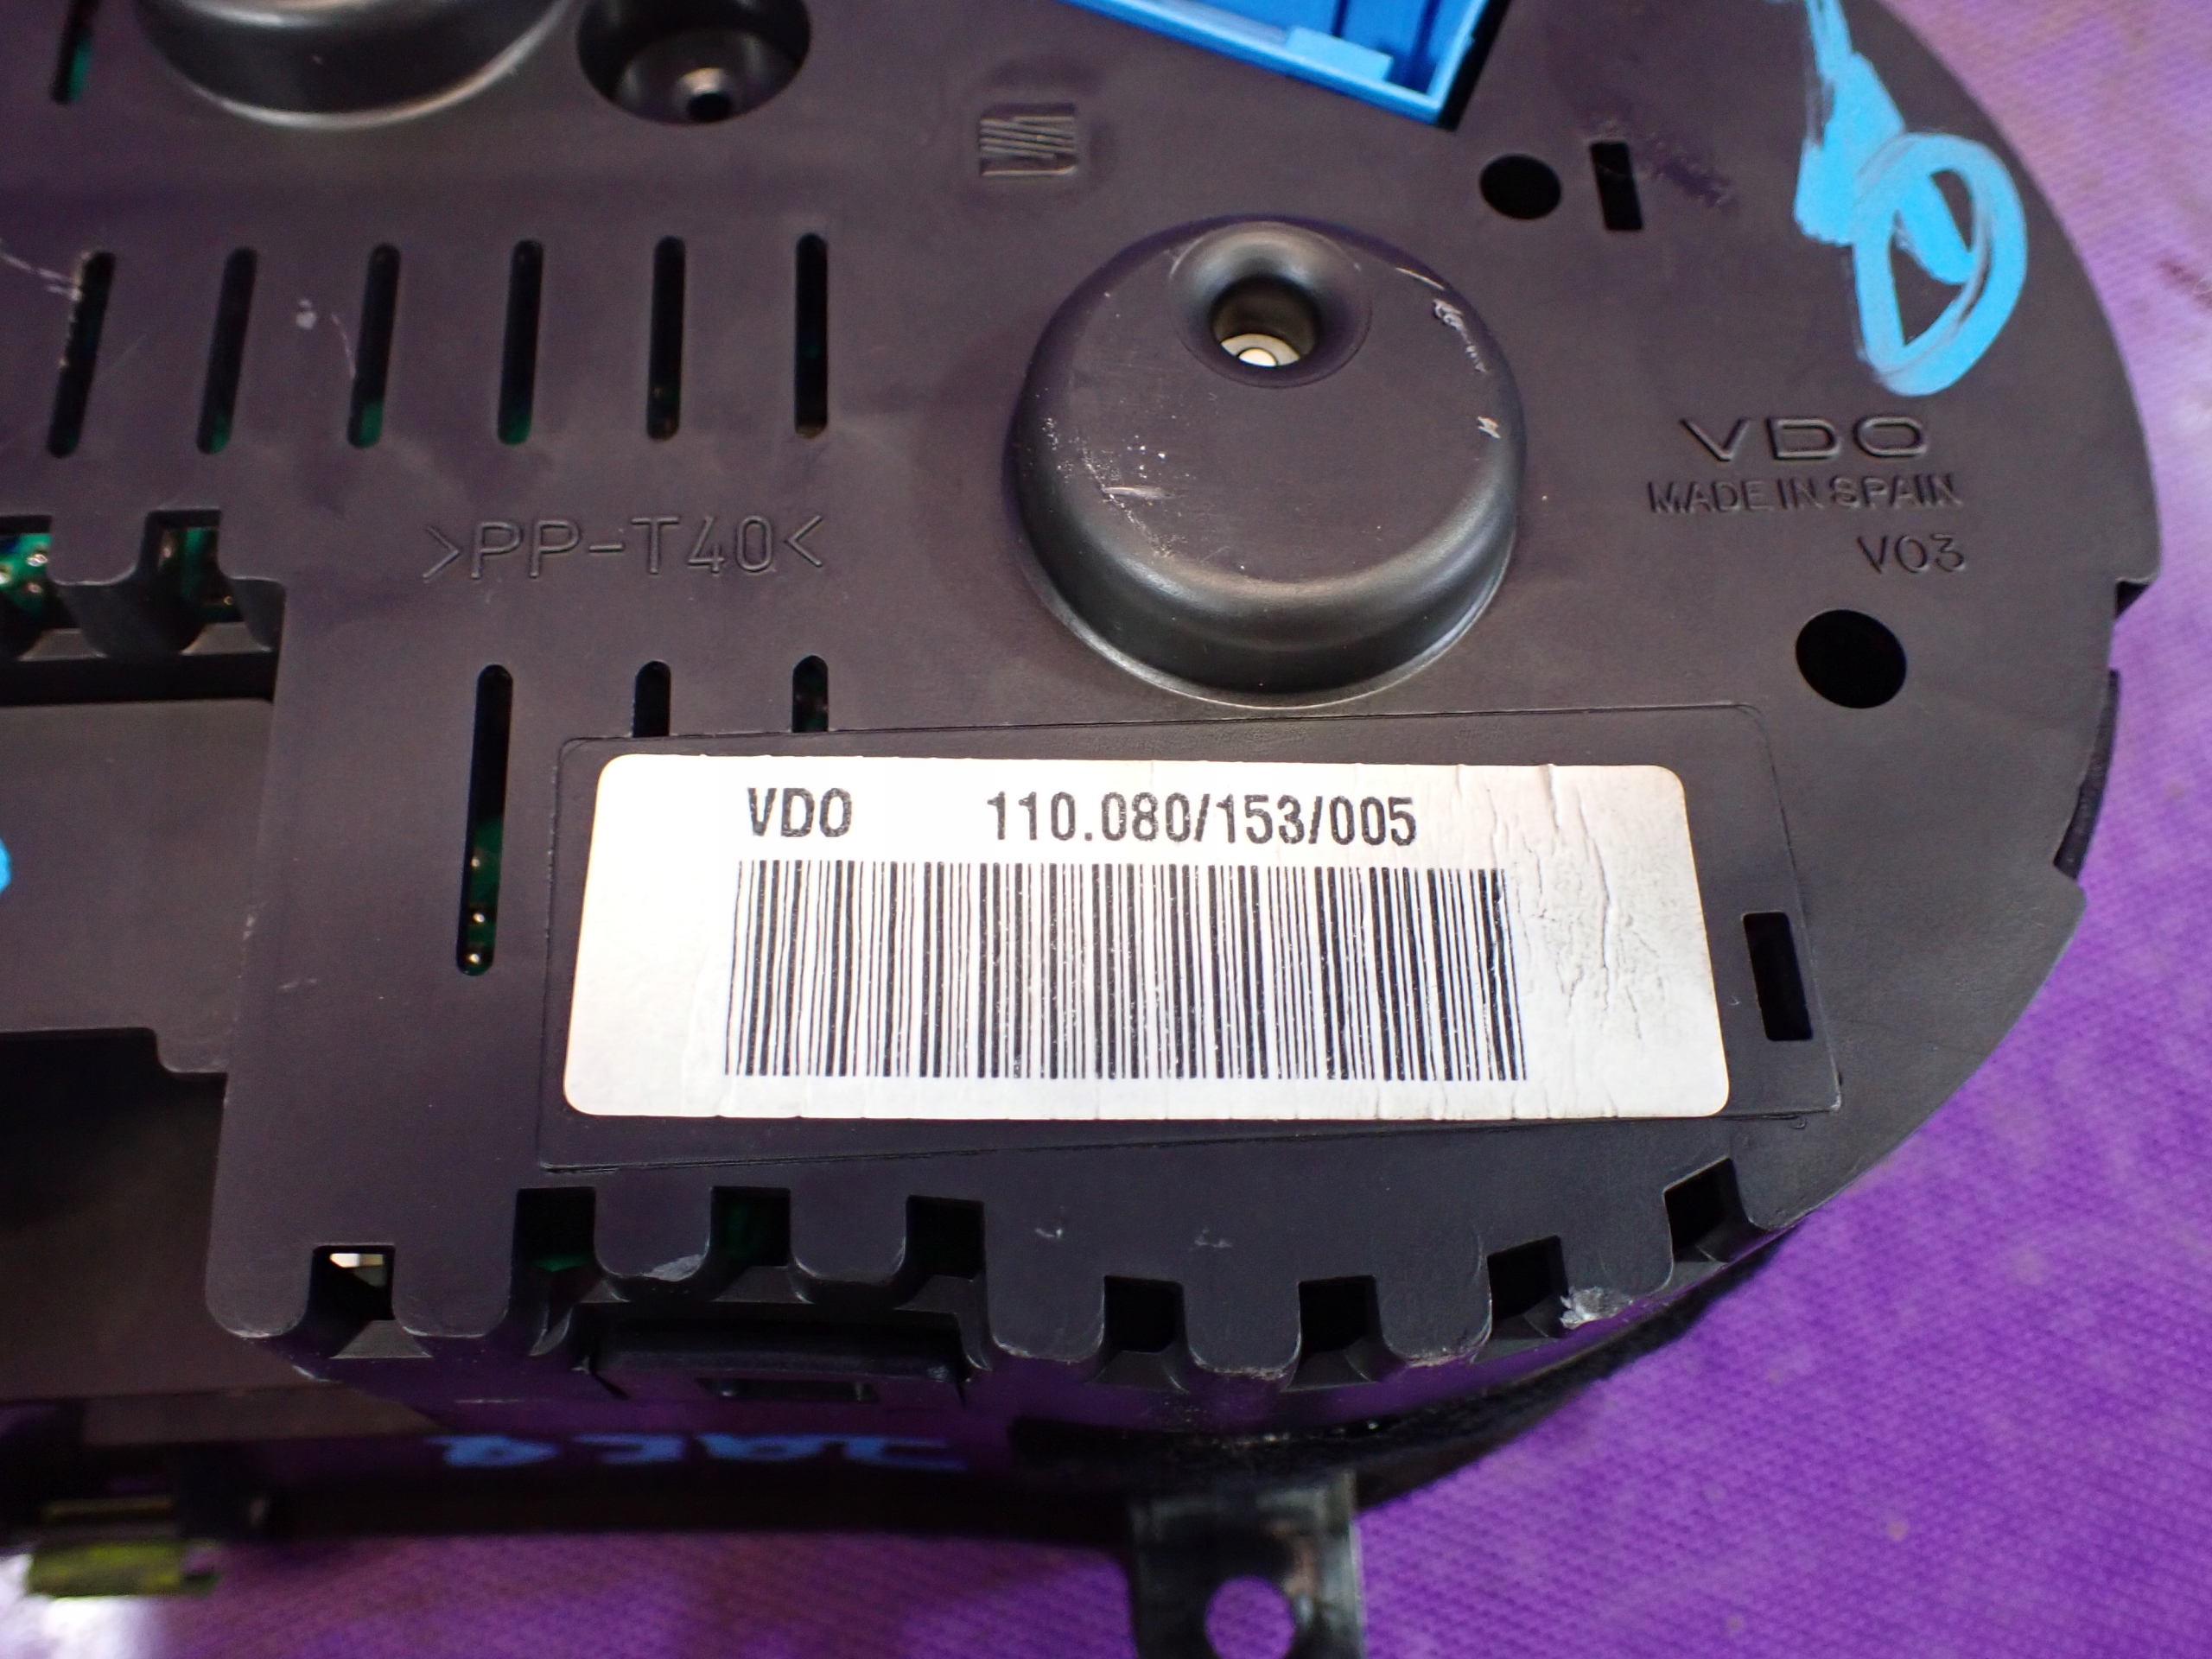 VDO
MADE IN SPAIN
V03
>PP-T40<
VDO 110.080/153/005